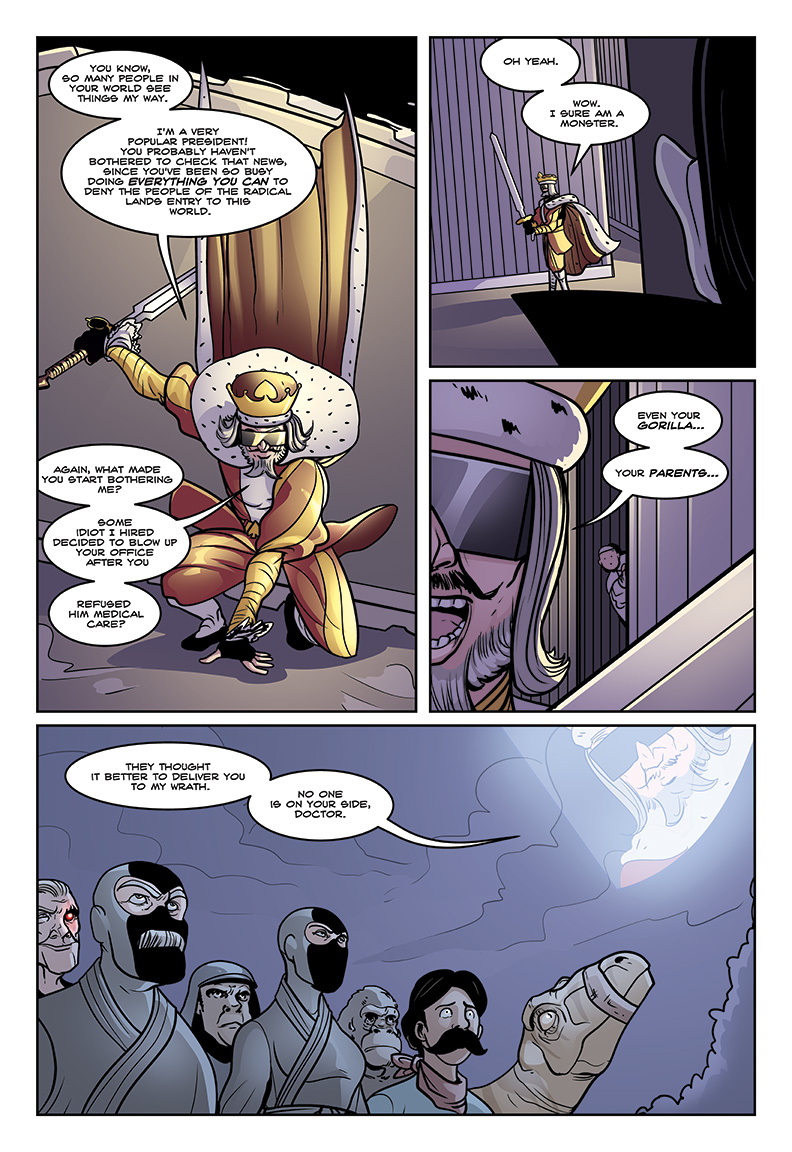 YOU KNOW,
SO MANY PEOPLE IN
YOUR WORLD SEE
THINGS MY WAY.
I'M A VERY
POPULAR PRESIDENT!
YOU PROBABLY HAVEN'T
BOTHERED TO CHECK THAT NEWS,
SINCE YOU'VE BEEN SO BUSY
DOING EVERYTHING YOU CAN TO
DENY THE PEOPLE OF THE RADICAL
LANDS ENTRY TO THIS
WORLD.
AGAIN, WHAT MADE
YOU START BOTHERING
ME?
SOME
IDIOT I HIRED
DECIDED TO BLOW UP
YOUR OFFICE
AFTER YOU
REFUSED
HIM MEDICAL
CARE?
OH YEAH.
WOW.
I SURE AM A
MONSTER.
EVEN YOUR
GORILLA...
YOUR PARENTS...
THEY THOUGHT
IT BETTER TO DELIVER YOU
TO MY WRATH.
NO ONE
IS ON YOUR SIDE,
DOCTOR.